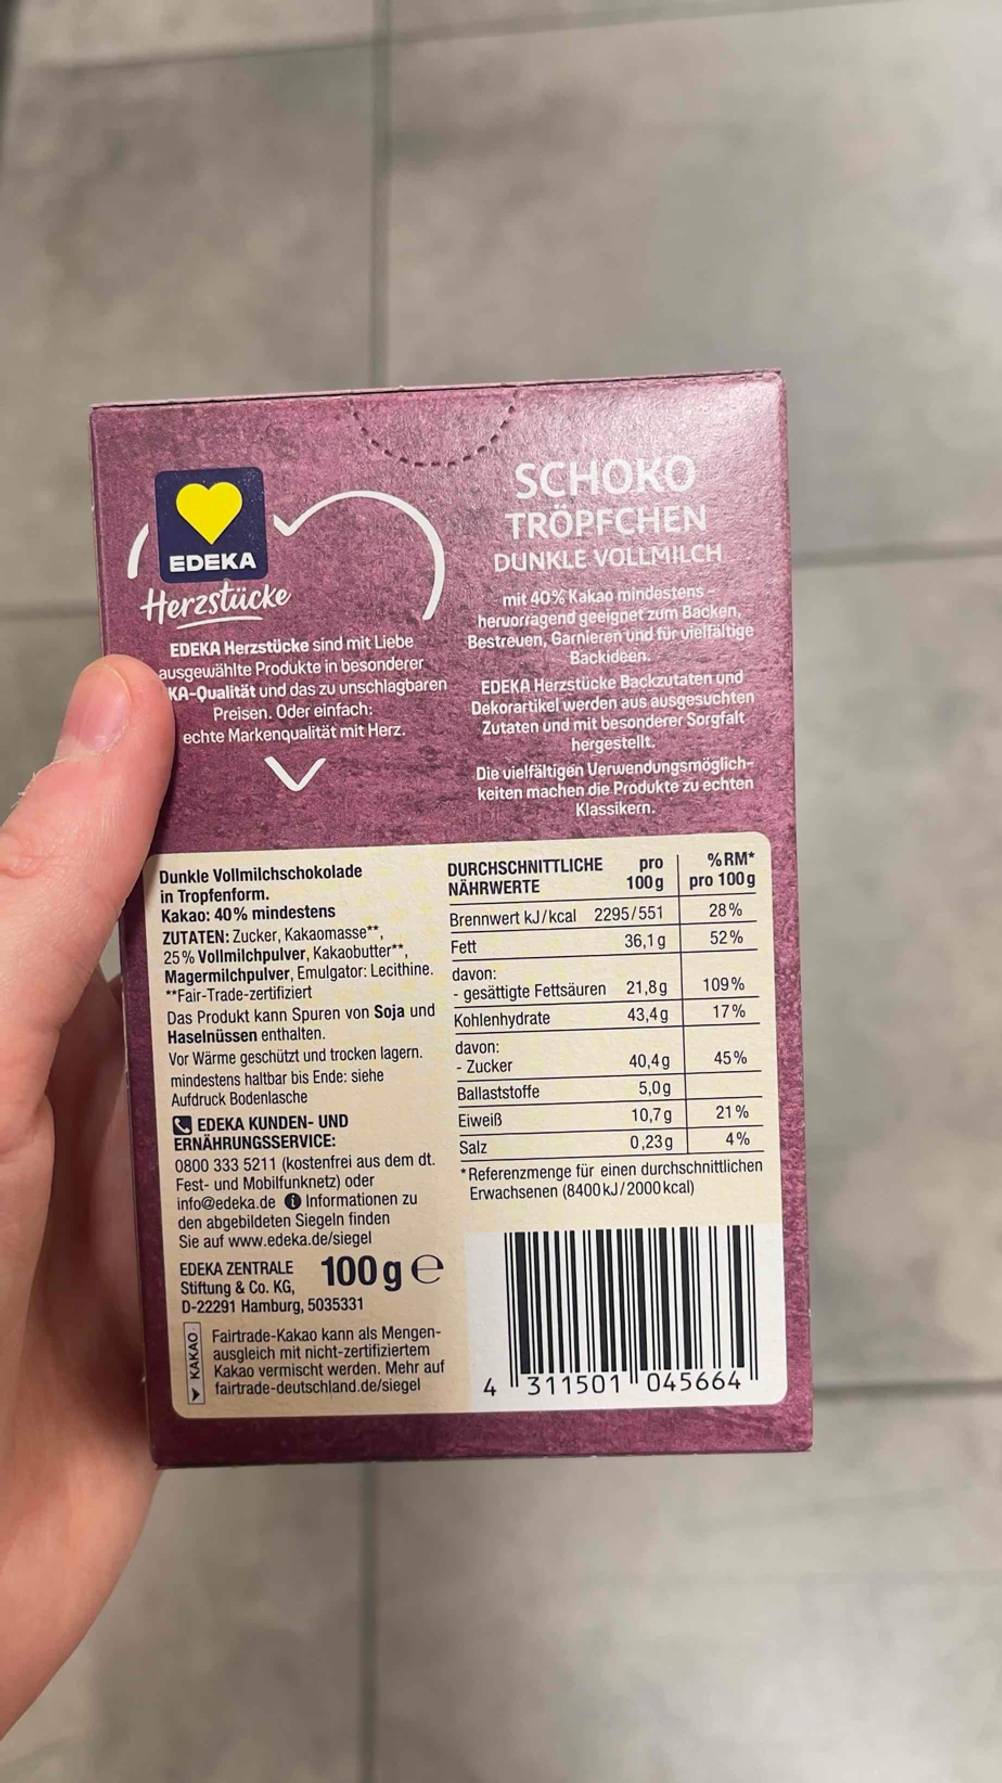 EDEKA
Herzstücke
EDEKA Herzstücke sind mit Liebe
ausgewählte Produkte in besonderer
KA-Qualität und das zu unschlagbaren
Preisen. Oder einfach:
echte Markenqualität mit Herz.
SCHOKO
TRÖPFCHEN
DUNKLE VOLLMILCH
mit 40% Kakao mindestens -
hervorragend geeignet zum Backen,
Bestreuen, Garnieren und für vielfältige
Backideen.
EDEKA Herzstücke Backzutaten und
Dekorartikel werden aus ausgesuchten
Zutaten und mit besonderer Sorgfalt
hergestellt.
Die vielfältigen Verwendungsmöglich-
keiten machen die Produkte zu echten
Klassikern.
Dunkle Vollmilchschokolade
in Tropfenform.
Kakao: 40% mindestens
ZUTATEN: Zucker, Kakaomasse**,
25% Vollmilchpulver, Kakaobutter**,
Magermilchpulver, Emulgator: Lecithine.
**Fair-Trade-zertifiziert
Das Produkt kann Spuren von Soja und
Haselnüssen enthalten.
Vor Wärme geschützt und trocken lagern.
mindestens haltbar bis Ende: siehe
Aufdruck Bodenlasche
EDEKA KUNDEN- UND
ERNÄHRUNGSSERVICE:
0800 333 5211 (kostenfrei aus dem dt.
Fest- und Mobilfunknetz) oder
info@edeka.de i Informationen zu
den abgebildeten Siegeln finden
Sie auf www.edeka.de/siegel
EDEKA ZENTRALE
Stiftung & Co. KG,
D-22291 Hamburg, 5035331
100 g e
KAKAO
Fairtrade-Kakao kann als Mengen-
ausgleich mit nicht-zertifiziertem
Kakao vermischt werden. Mehr auf
fairtrade-deutschland.de/siegel
DURCHSCHNITTLICHE NÄHRWERTE pro 100g %RM* pro 100g
Brennwert kJ/kcal 2295/551 28%
Fett 36,1g 52%
davon:
- gesättigte Fettsäuren 21,8g 109%
Kohlenhydrate 43,4g 17%
davon:
- Zucker 40,4g 45%
Ballaststoffe 5,0g
Eiweiß 10,7g 21%
Salz 0,23g 4%
*Referenzmenge für einen durchschnittlichen
Erwachsenen (8400 kJ/2000 kcal)
4 311501 045664